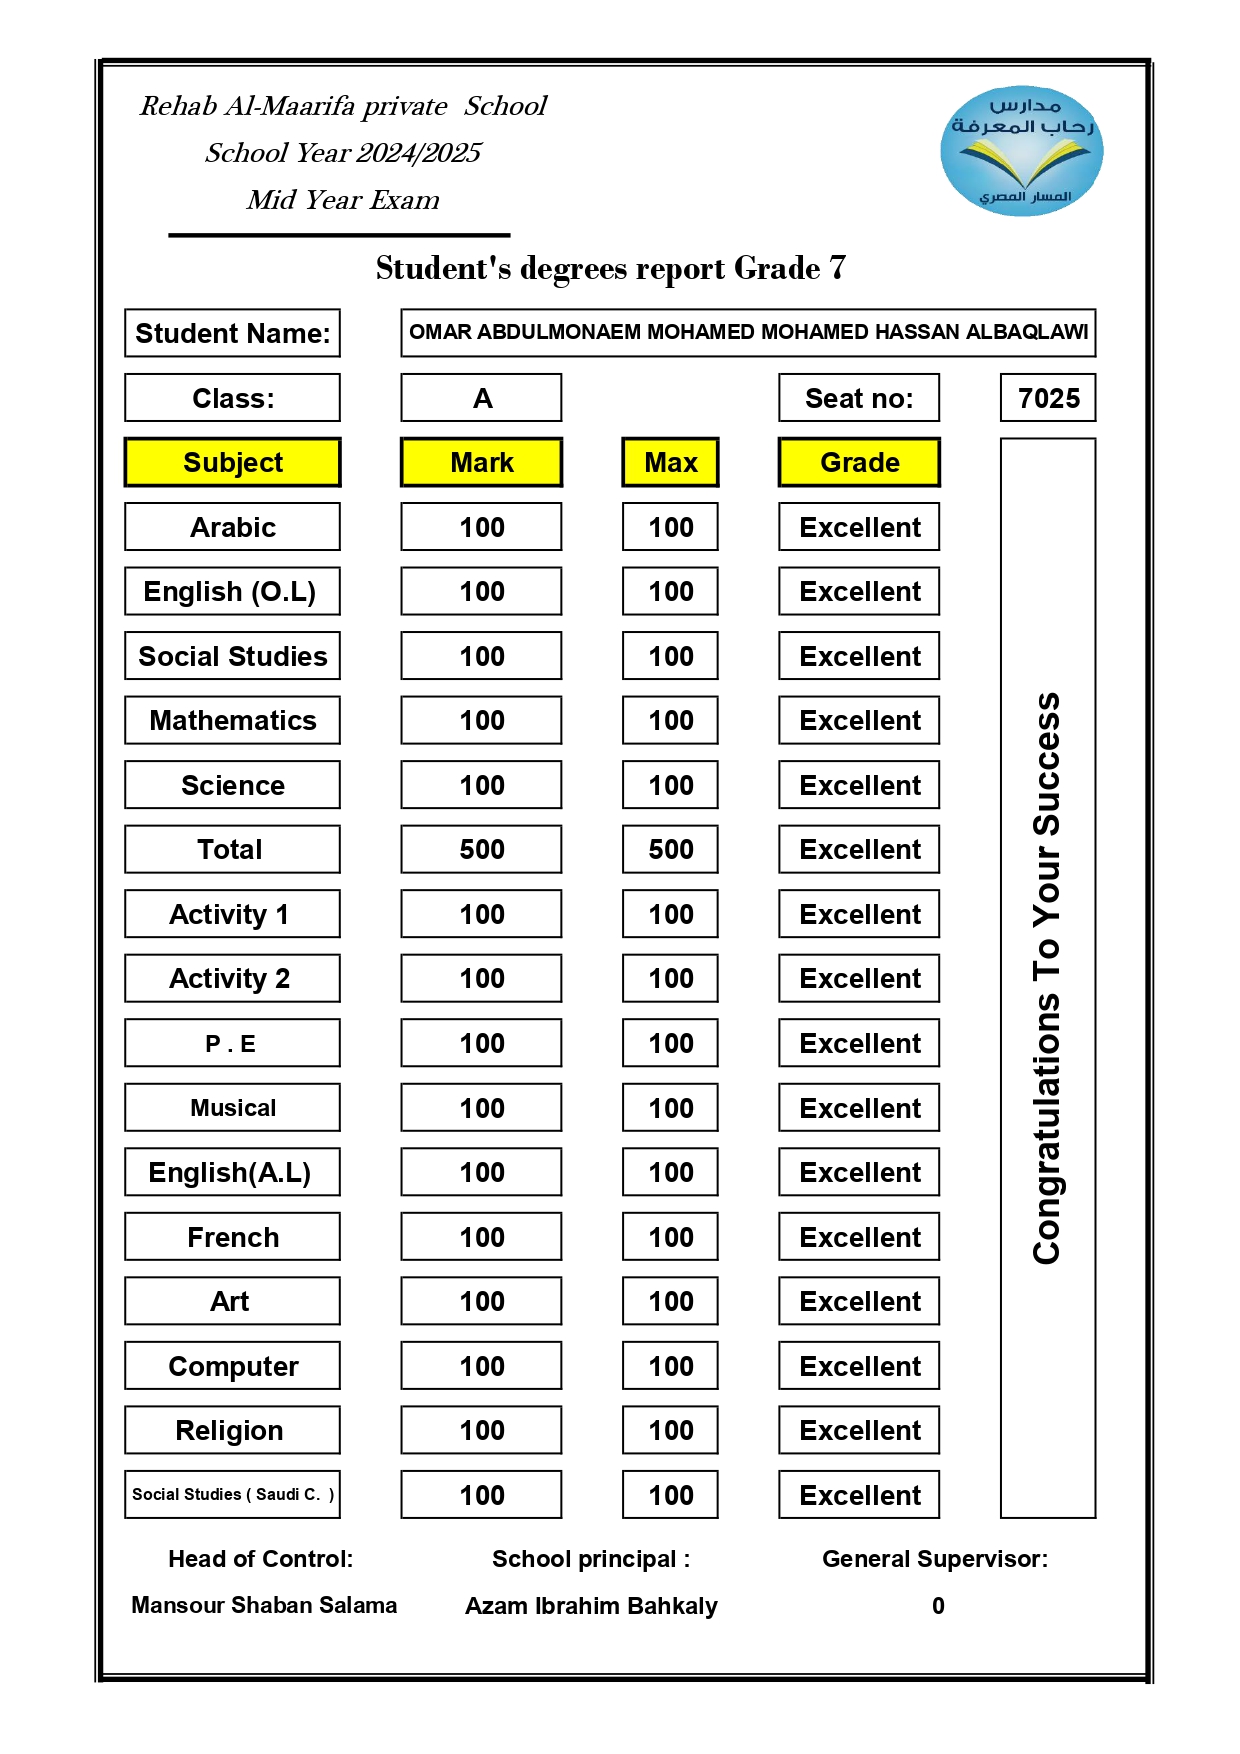 Rehab Al-Maarifa private School
School Year 2024/2025
Mid Year Exam
مدارس
رحاب المعرفة
المسار المصري
Student's degrees report Grade 7
Student Name: OMAR ABDULMONAEM MOHAMED MOHAMED HASSAN ALBAQLAWI
Class: A Seat no: 7025
Subject Mark Max Grade
Arabic 100 100 Excellent
English (O.L) 100 100 Excellent
Social Studies 100 100 Excellent
Mathematics 100 100 Excellent
Science 100 100 Excellent
Total 500 500 Excellent
Activity 1 100 100 Excellent
Activity 2 100 100 Excellent
P . E 100 100 Excellent
Musical 100 100 Excellent
English(A.L) 100 100 Excellent
French 100 100 Excellent
Art 100 100 Excellent
Computer 100 100 Excellent
Religion 100 100 Excellent
Social Studies ( Saudi C. ) 100 100 Excellent
Congratulations To Your Success
Head of Control: School principal : General Supervisor:
Mansour Shaban Salama Azam Ibrahim Bahkaly 0